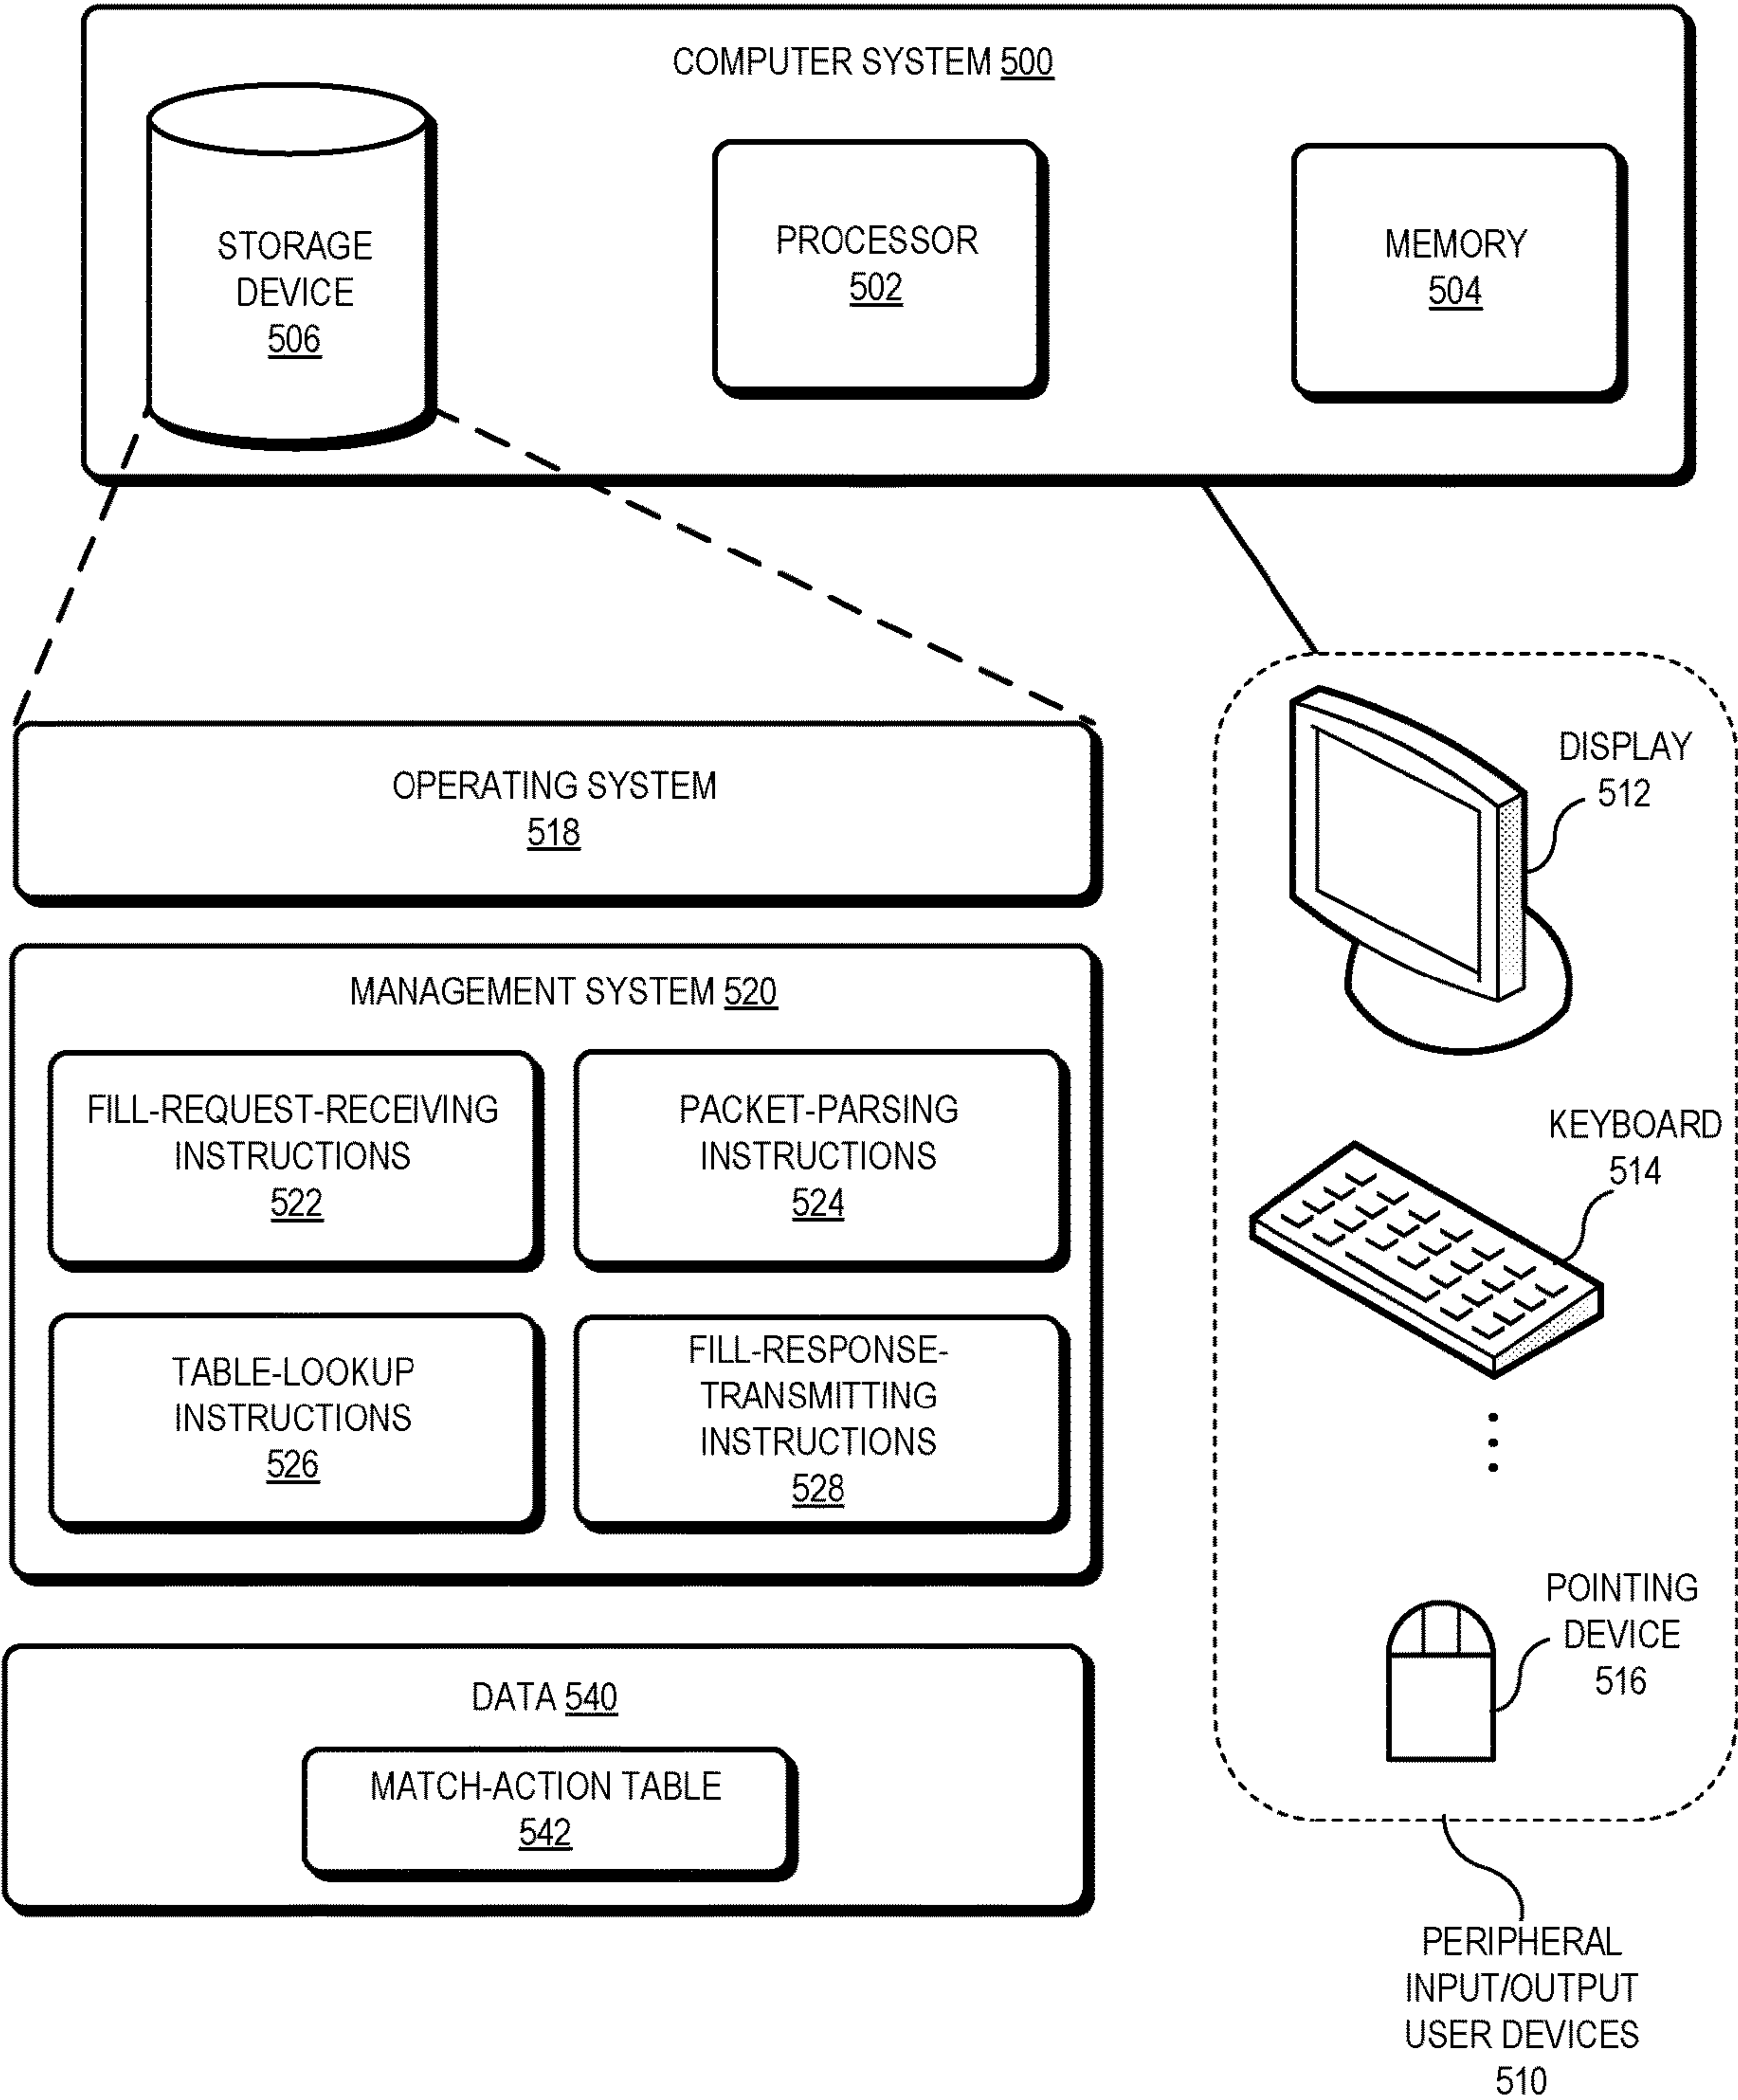 COMPUTER SYSTEM 500
STORAGE
DEVICE
506
PROCESSOR
502
MEMORY
504
OPERATING SYSTEM
518
MANAGEMENT SYSTEM 520
FILL-REQUEST-RECEIVING
INSTRUCTIONS
522
PACKET-PARSING
INSTRUCTIONS
524
TABLE-LOOKUP
INSTRUCTIONS
526
FILL-RESPONSE-
TRANSMITTING
INSTRUCTIONS
528
DATA 540
MATCH-ACTION TABLE
542
DISPLAY
512
KEYBOARD
514
POINTING
DEVICE
516
PERIPHERAL
INPUT/OUTPUT
USER DEVICES
510